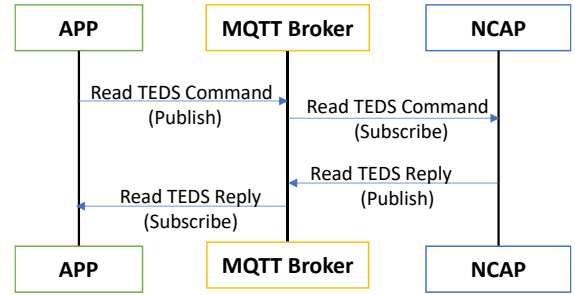 APP
MQTT Broker
NCAP
Read TEDS Command
(Publish)
Read TEDS Command
(Subscribe)
Read TEDS Reply
(Publish)
Read TEDS Reply
(Subscribe)
APP
MQTT Broker
NCAP